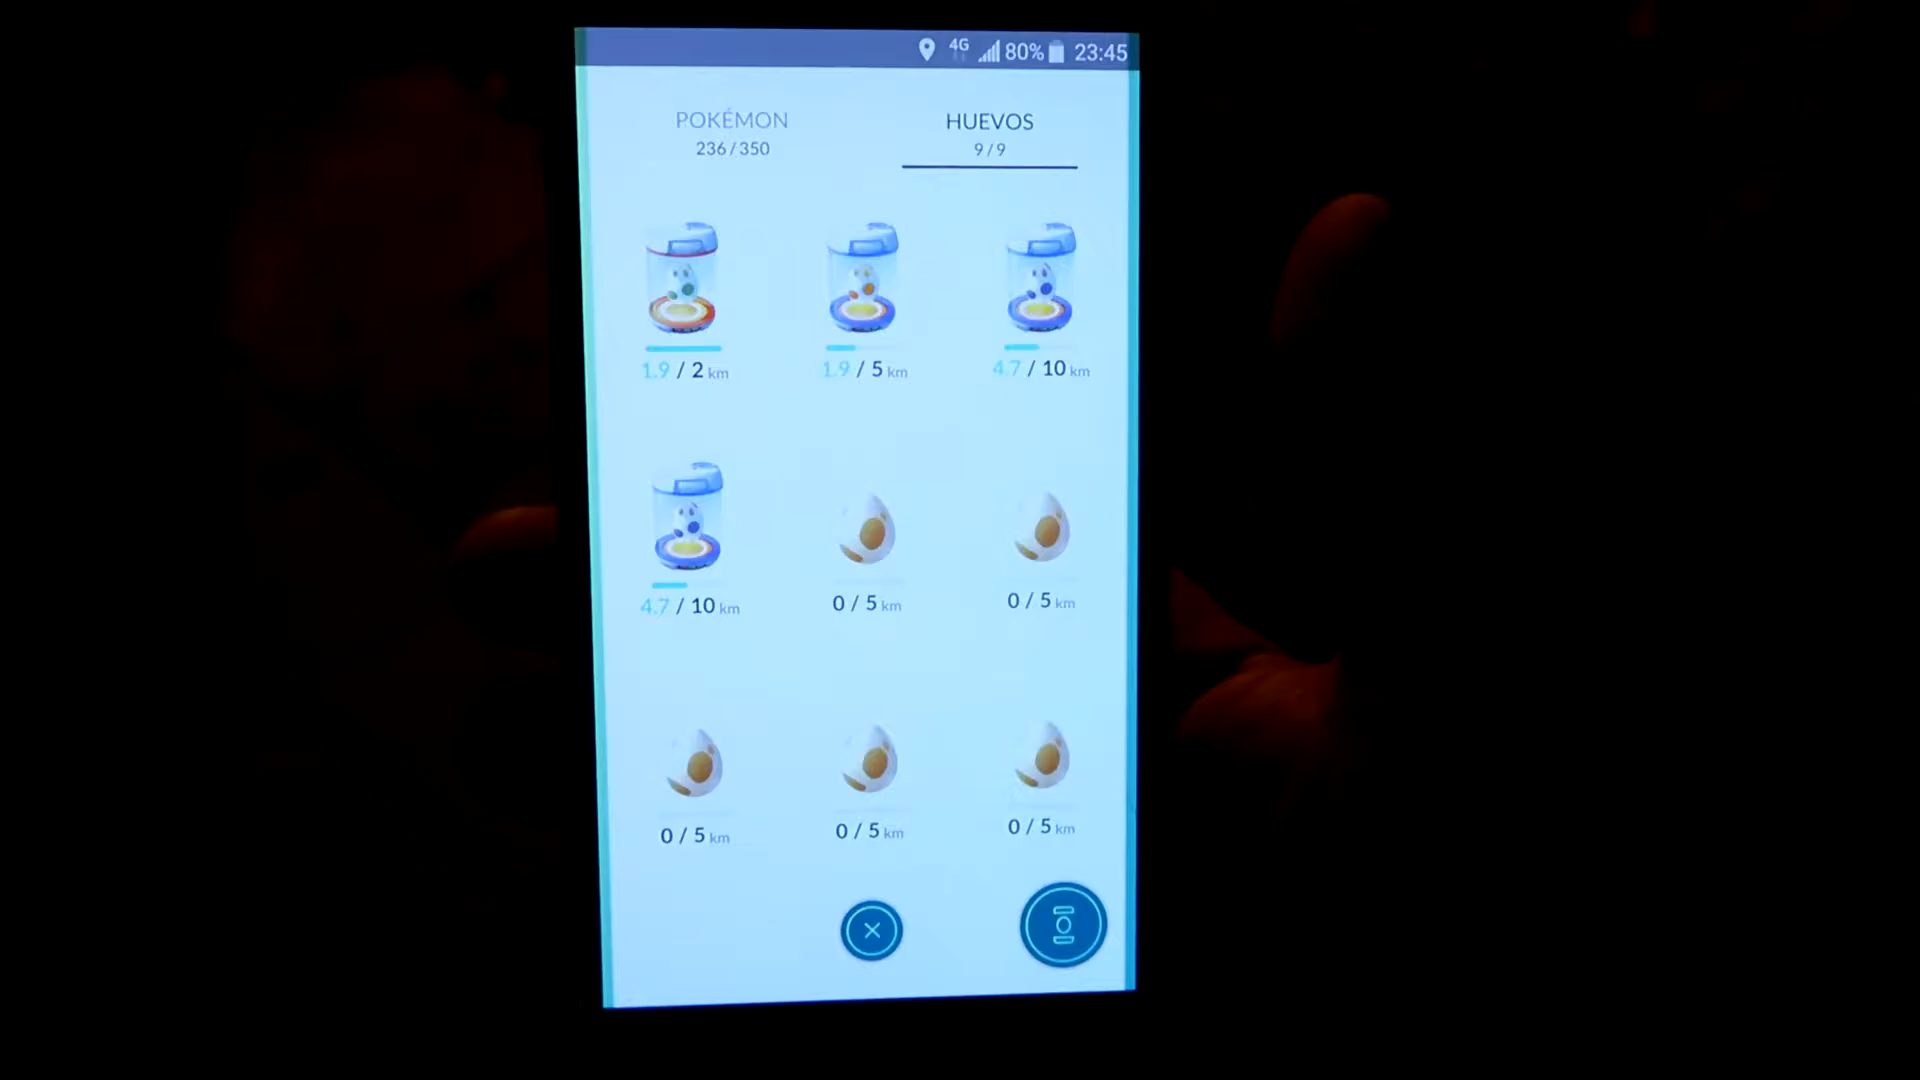 4G 80% 23:45
POKÉMON HUEVOS
236/350 9/9
1.9 / 2 km 1.9 / 5 km 4.7 / 10 km
4.7 / 10 km 0 / 5 km 0 / 5 km
0 / 5 km 0 / 5 km 0 / 5 km